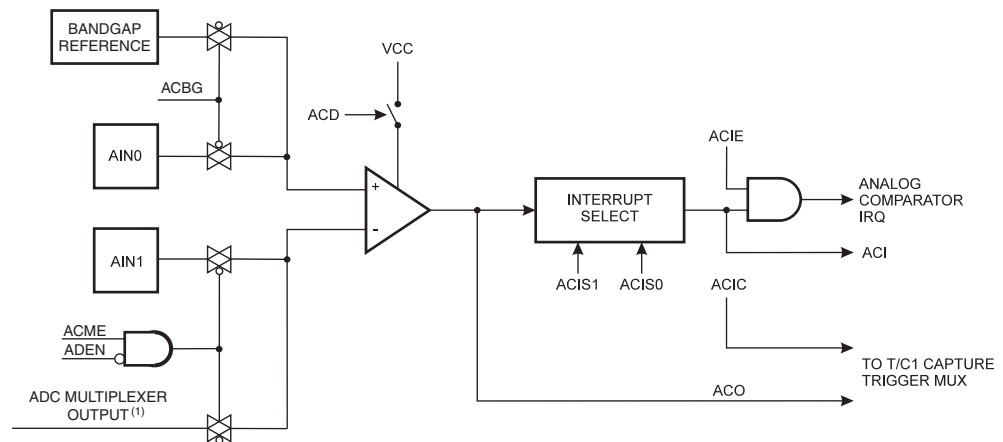 BANDGAP
REFERENCE
VCC
ACBG
ACD
AIN0
ACIE
+
-
INTERRUPT
SELECT
ANALOG
COMPARATOR
IRQ
AIN1
ACI
ACIS1
ACIS0
ACIC
ACME
ADEN
TO T/C1 CAPTURE
TRIGGER MUX
ADC MULTIPLEXER
OUTPUT (1)
ACO